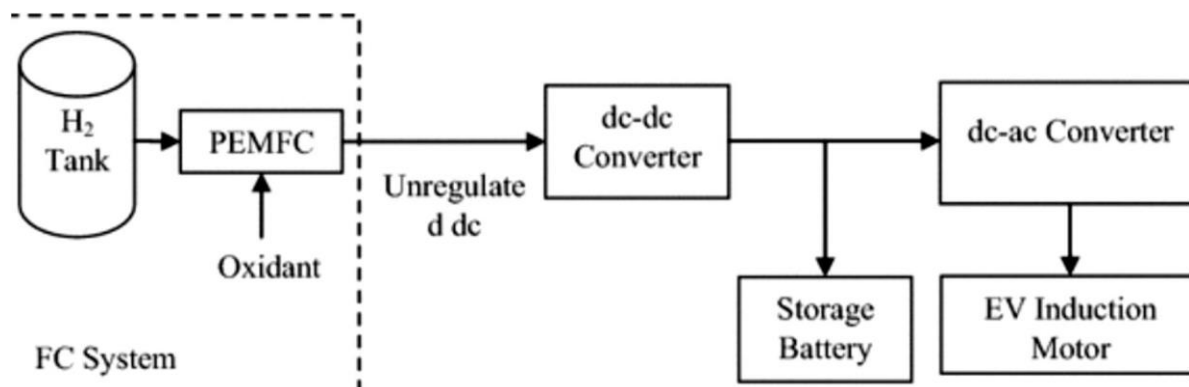 H₂
Tank
PEMFC
Oxidant
FC System
Unregulate
d dc
dc-dc
Converter
dc-ac Converter
Storage
Battery
EV Induction
Motor